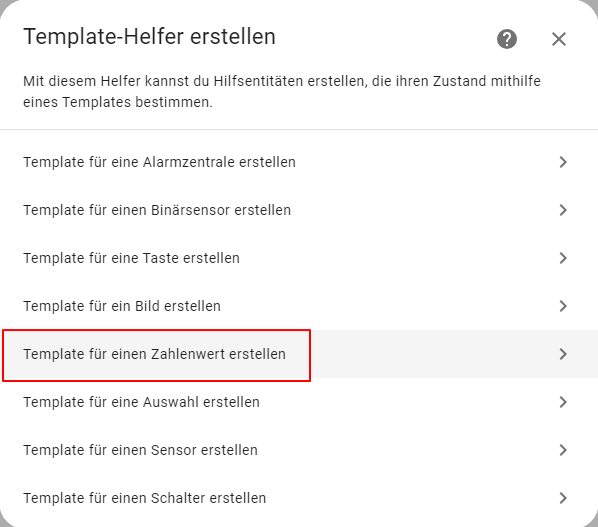 Template-Helfer erstellen
Mit diesem Helfer kannst du Hilfsentitäten erstellen, die ihren Zustand mithilfe
eines Templates bestimmen.
Template für eine Alarmzentrale erstellen
Template für einen Binärsensor erstellen
Template für eine Taste erstellen
Template für ein Bild erstellen
Template für einen Zahlenwert erstellen
Template für eine Auswahl erstellen
Template für einen Sensor erstellen
Template für einen Schalter erstellen